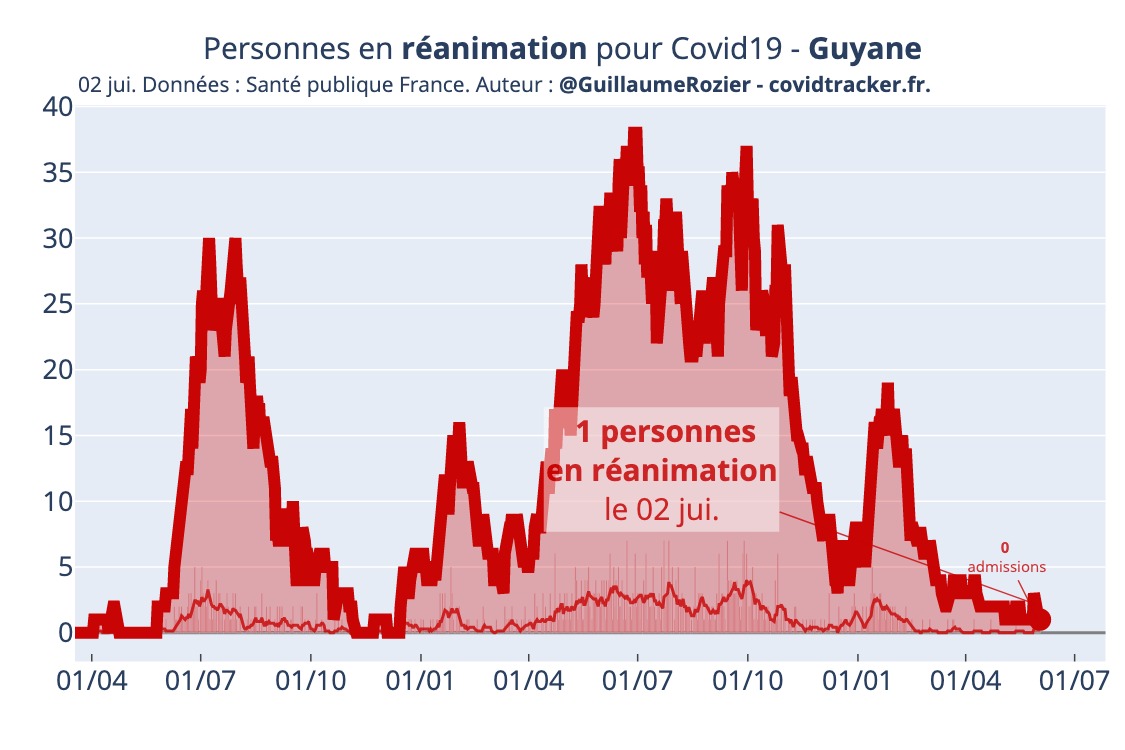 Personnes en réanimation pour Covid19 - Guyane
02 jui. Données : Santé publique France. Auteur : @GuillaumeRozier - covidtracker.fr.
40
35
30
25
20
15
10
5
0
1 personnes
en réanimation
le 02 jui.
0
admissions
01/04 01/07 01/10 01/01 01/04 01/07 01/10 01/01 01/04 01/07